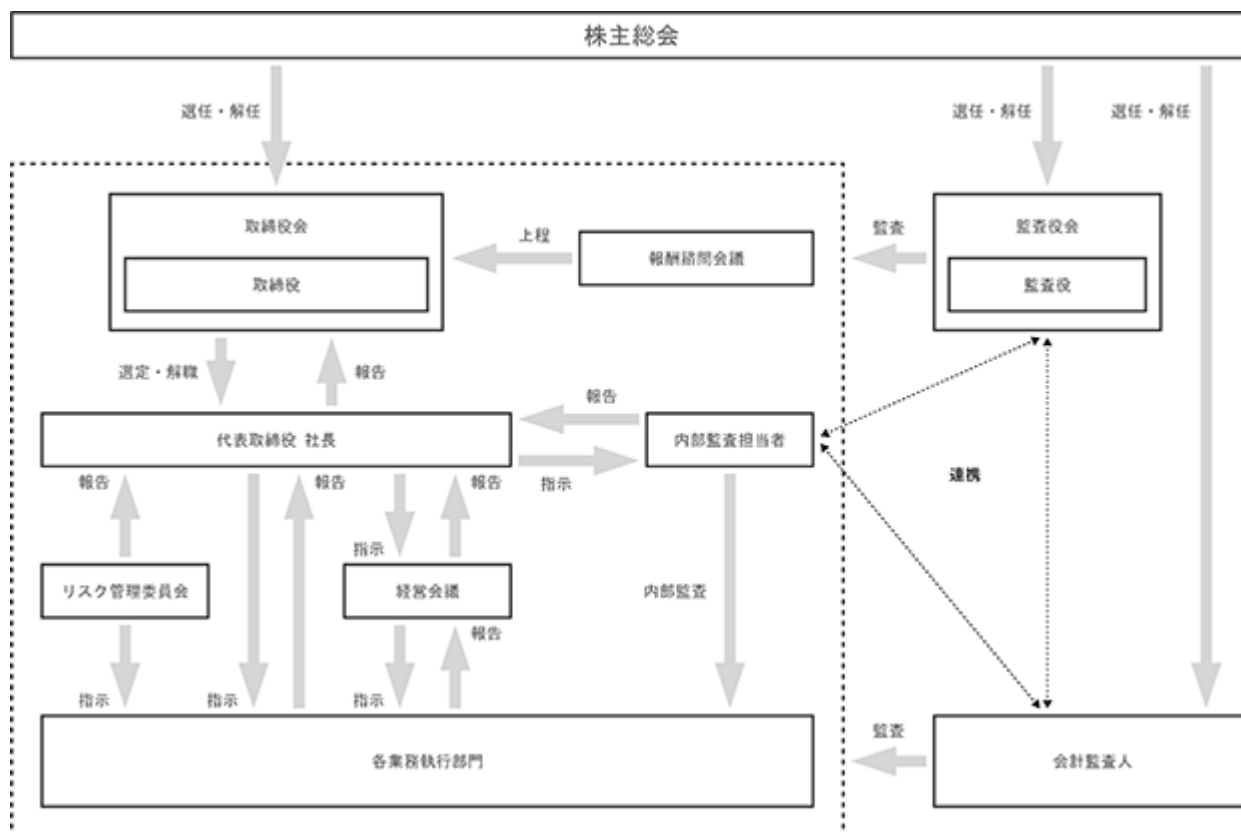 株主総会
選任・解任
選任・解任
選任・解任
取締役会
取締役
上程
報酬諮問会議
監査
監査役会
監査役
選定・解職
報告
代表取締役 社長
報告
指示
内部監査担当者
連携
報告
報告
報告
指示
リスク管理委員会
経営会議
内部監査
報告
指示
指示
指示
各業務執行部門
監査
会計監査人